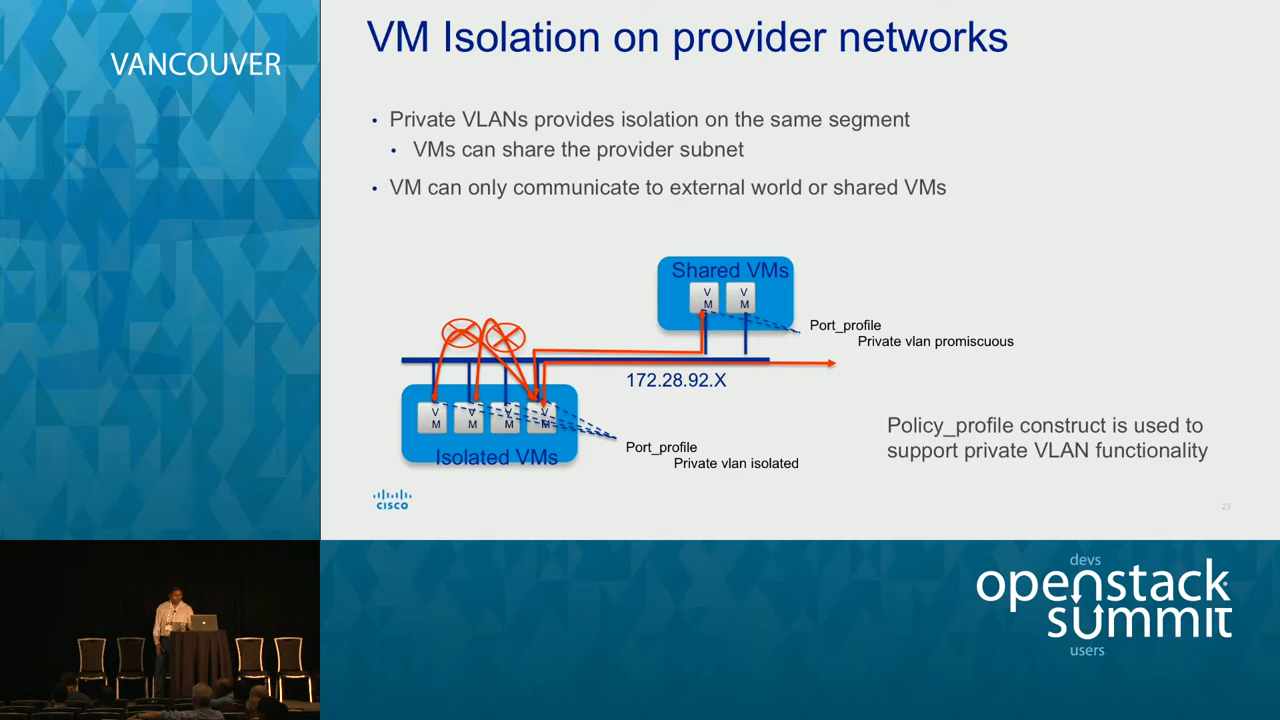 VANCOUVER
VM Isolation on provider networks
• Private VLANs provides isolation on the same segment
• VMs can share the provider subnet
• VM can only communicate to external world or shared VMs
Shared VMs
V V
M M
Port_profile
Private vlan promiscuous
172.28.92.X
V V V V
M M M M
Isolated VMs
Port_profile
Private vlan isolated
Policy_profile construct is used to
support private VLAN functionality
CISCO
23
devs
openstack
summit
users